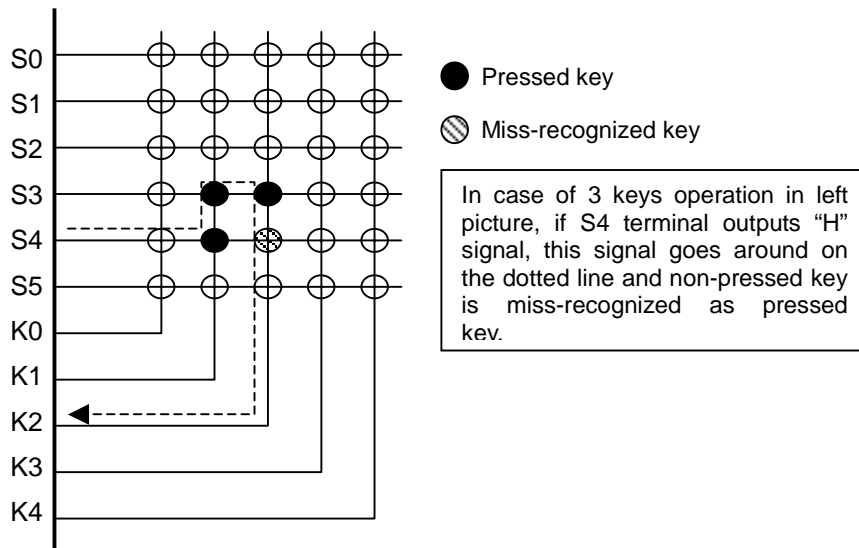 S0
S1
S2
S3
S4
S5
K0
K1
K2
K3
K4
Pressed key
Miss-recognized key
In case of 3 keys operation in left
picture, if S4 terminal outputs “H”
signal, this signal goes around on
the dotted line and non-pressed key
is miss-recognized as pressed
key.